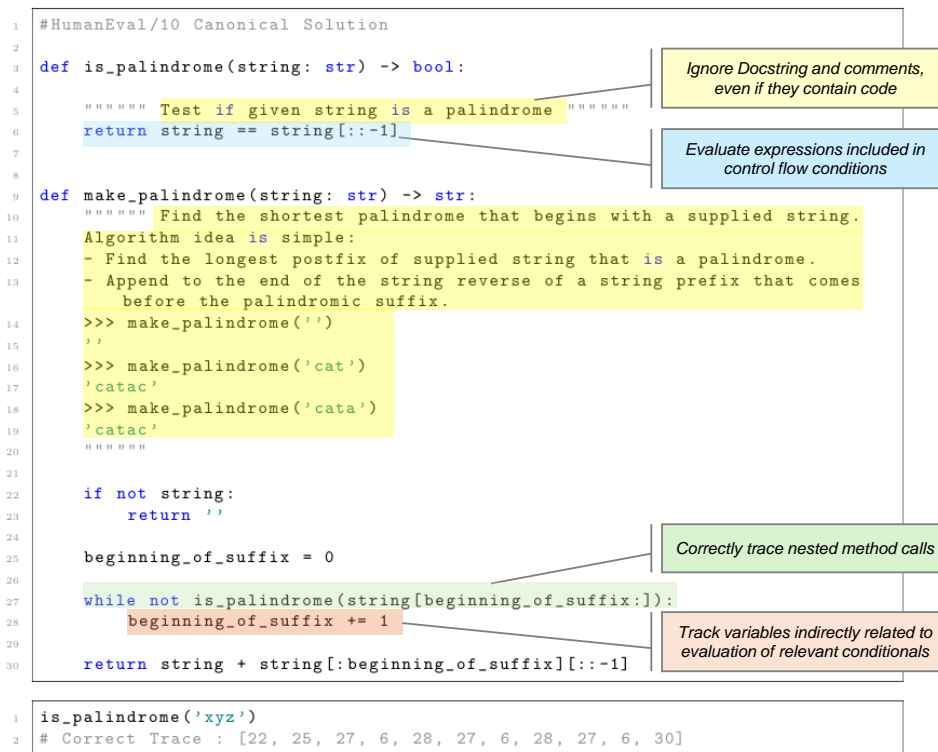 1 #HumanEval/10 Canonical Solution
2
3 def is_palindrome(string: str) -> bool:
4
5 """""" Test if given string is a palindrome """"""
6 return string == string[::-1]
7
8
9 def make_palindrome(string: str) -> str:
10 """""" Find the shortest palindrome that begins with a supplied string.
11 Algorithm idea is simple:
12 - Find the longest postfix of supplied string that is a palindrome.
13 - Append to the end of the string reverse of a string prefix that comes
before the palindromic suffix.
14 >>> make_palindrome('')
15 ''
16 >>> make_palindrome('cat')
17 'catac'
18 >>> make_palindrome('cata')
19 'catac'
20 """"""
21
22 if not string:
23 return ''
24
25 beginning_of_suffix = 0
26
27 while not is_palindrome(string[beginning_of_suffix:]):
28 beginning_of_suffix += 1
29
30 return string + string[:beginning_of_suffix][::-1]
Ignore Docstring and comments,
even if they contain code
Evaluate expressions included in
control flow conditions
Correctly trace nested method calls
Track variables indirectly related to
evaluation of relevant conditionals
1 is_palindrome('xyz')
2 # Correct Trace : [22, 25, 27, 6, 28, 27, 6, 28, 27, 6, 30]